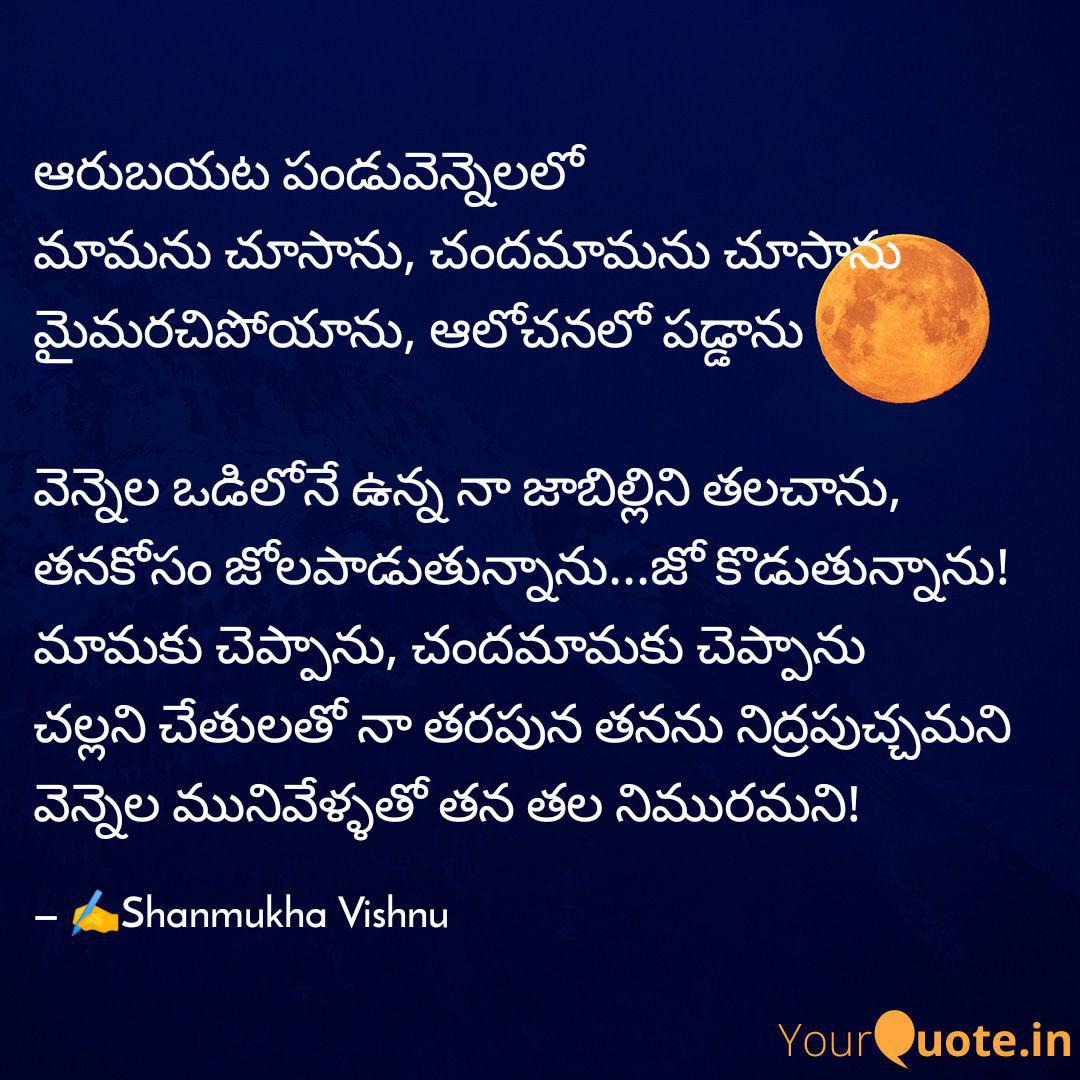 ఆరుబయట పండువెన్నెలలో
మామను చూసాను, చందమామను చూసాను
మైమరచిపోయాను, ఆలోచనలో పడ్డాను
వెన్నెల ఒడిలోనే ఉన్న నా జాబిల్లిని తలచాను,
తనకోసం జోలపాడుతున్నాను...జో కొడుతున్నాను!
మామకు చెప్పాను, చందమామకు చెప్పాను
చల్లని చేతులతో నా తరపున తనను నిద్రపుచ్చమని
వెన్నెల మునివేళ్ళతో తన తల నిమురమని!
– ✍️Shanmukha Vishnu
YourQuote.in